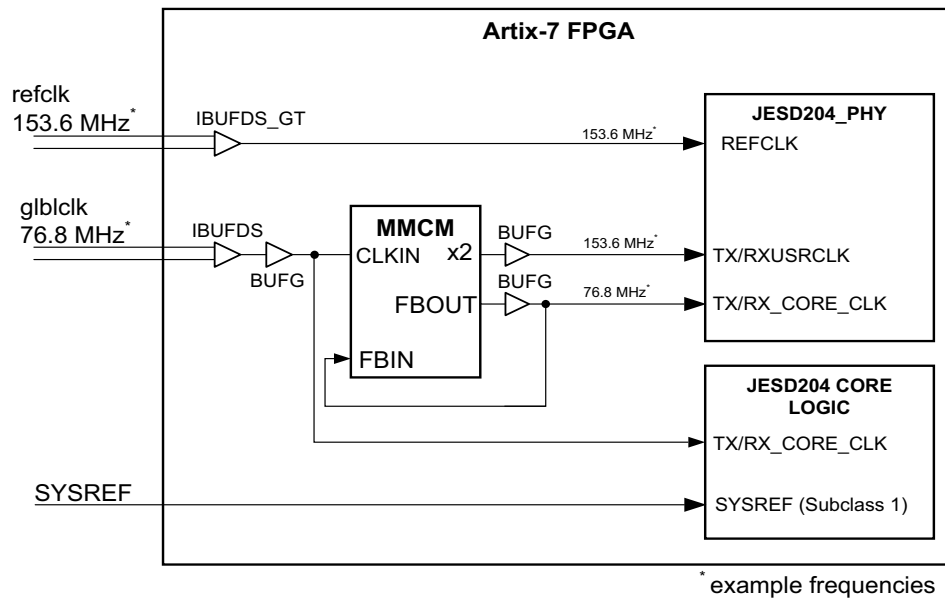 Artix-7 FPGA
refclk
153.6 MHz*
IBUFDS_GT
153.6 MHz*
JESD204_PHY
REFCLK
glblclk
76.8 MHz*
IBUFDS
BUFG
MMCM
CLKIN
x2
FBOUT
FBIN
BUFG
153.6 MHz*
BUFG
76.8 MHz*
TX/RXUSRCLK
TX/RX_CORE_CLK
JESD204 CORE
LOGIC
TX/RX_CORE_CLK
SYSREF
SYSREF (Subclass 1)
* example frequencies